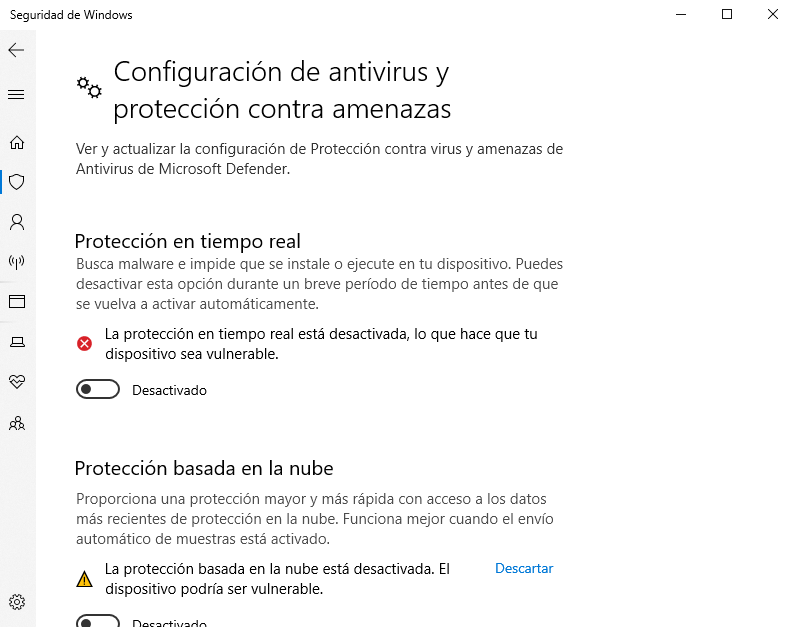 Seguridad de Windows
Configuración de antivirus y
protección contra amenazas
Ver y actualizar la configuración de Protección contra virus y amenazas de
Antivirus de Microsoft Defender.
Protección en tiempo real
Busca malware e impide que se instale o ejecute en tu dispositivo. Puedes
desactivar esta opción durante un breve período de tiempo antes de que
se vuelva a activar automáticamente.
La protección en tiempo real está desactivada, lo que hace que tu
dispositivo sea vulnerable.
Desactivado
Protección basada en la nube
Proporciona una protección mayor y más rápida con acceso a los datos
más recientes de protección en la nube. Funciona mejor cuando el envío
automático de muestras está activado.
La protección basada en la nube está desactivada. El
dispositivo podría ser vulnerable.
Descartar
Desactivado